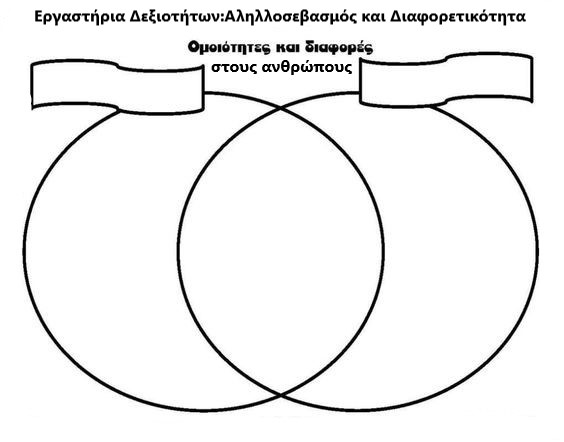 Εργαστήρια Δεξιοτήτων:Αλληλοσεβασμός και Διαφορετικότητα
Ομοιότητες και διαφορές
στους ανθρώπους